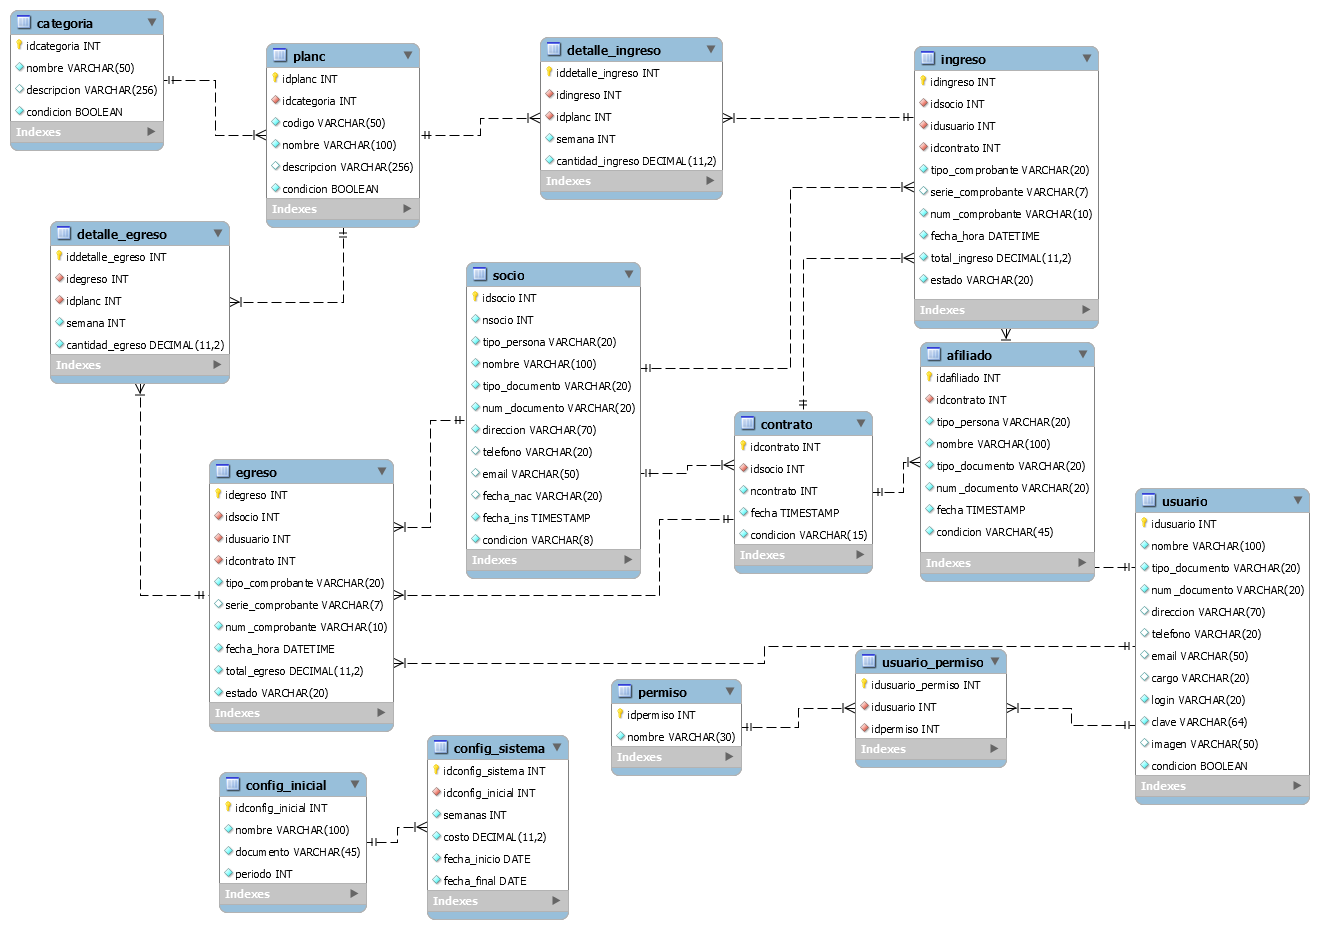 categoria
idcategoria INT
nombre VARCHAR(50)
descripcion VARCHAR(256)
condicion BOOLEAN
Indexes
planc
idplanc INT
idcategoria INT
codigo VARCHAR(50)
nombre VARCHAR(100)
descripcion VARCHAR(256)
condicion BOOLEAN
Indexes
detalle_ingreso
iddetalle_ingreso INT
idingreso INT
idplanc INT
semana INT
cantidad_ingreso DECIMAL(11,2)
Indexes
ingreso
idingreso INT
idsocio INT
idusuario INT
idcontrato INT
tipo_comprobante VARCHAR(20)
serie_comprobante VARCHAR(7)
num_comprobante VARCHAR(10)
fecha_hora DATETIME
total_ingreso DECIMAL(11,2)
estado VARCHAR(20)
Indexes
detalle_egreso
iddetalle_egreso INT
idegreso INT
idplanc INT
semana INT
cantidad_egreso DECIMAL(11,2)
Indexes
socio
idsocio INT
nsocio INT
tipo_persona VARCHAR(20)
nombre VARCHAR(100)
tipo_documento VARCHAR(20)
num_documento VARCHAR(20)
direccion VARCHAR(70)
telefono VARCHAR(20)
email VARCHAR(50)
fecha_nac VARCHAR(20)
fecha_ins TIMESTAMP
condicion VARCHAR(8)
Indexes
afiliado
idafiliado INT
idcontrato INT
tipo_persona VARCHAR(20)
nombre VARCHAR(100)
tipo_documento VARCHAR(20)
num_documento VARCHAR(20)
fecha TIMESTAMP
condicion VARCHAR(45)
Indexes
contrato
idcontrato INT
idsocio INT
ncontrato INT
fecha TIMESTAMP
condicion VARCHAR(15)
Indexes
egreso
idegreso INT
idsocio INT
idusuario INT
idcontrato INT
tipo_comprobante VARCHAR(20)
serie_comprobante VARCHAR(7)
num_comprobante VARCHAR(10)
fecha_hora DATETIME
total_egreso DECIMAL(11,2)
estado VARCHAR(20)
Indexes
usuario
idusuario INT
nombre VARCHAR(100)
tipo_documento VARCHAR(20)
num_documento VARCHAR(20)
direccion VARCHAR(70)
telefono VARCHAR(20)
email VARCHAR(50)
cargo VARCHAR(20)
login VARCHAR(20)
clave VARCHAR(64)
imagen VARCHAR(50)
condicion BOOLEAN
Indexes
usuario_permiso
idusuario_permiso INT
idusuario INT
idpermiso INT
Indexes
permiso
idpermiso INT
nombre VARCHAR(30)
Indexes
config_sistema
idconfig_sistema INT
idconfig_inicial INT
semanas INT
costo DECIMAL(11,2)
fecha_inicio DATE
fecha_final DATE
Indexes
config_inicial
idconfig_inicial INT
nombre VARCHAR(100)
documento VARCHAR(45)
periodo INT
Indexes